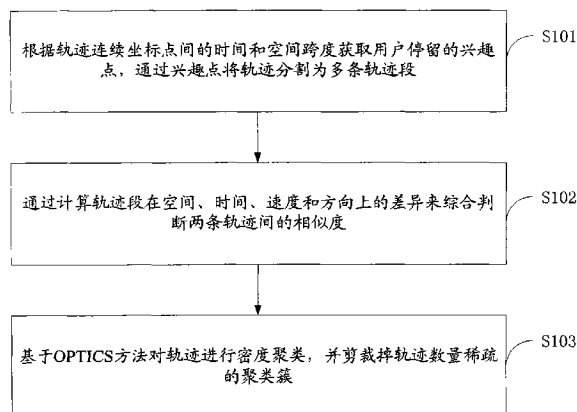 根据轨迹连续坐标点间的时间和空间跨度获取用户停留的兴趣
点，通过兴趣点将轨迹分割为多条轨迹段
S101
通过计算轨迹段在空间、时间、速度和方向上的差异来综合判
断两条轨迹间的相似度
S102
基于OPTICS方法对轨迹进行密度聚类，并剪裁掉轨迹数量稀疏
的聚类簇
S103